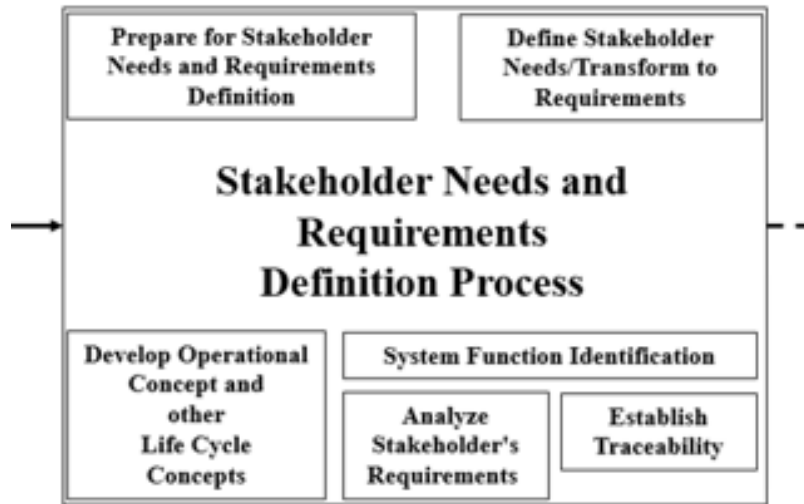 Prepare for Stakeholder
Needs and Requirements
Definition
Define Stakeholder
Needs/Transform to
Requirements
Stakeholder Needs and
Requirements
Definition Process
Develop Operational
Concept and
other
Life Cycle
Concepts
System Function Identification
Analyze
Stakeholder's
Requirements
Establish
Traceability